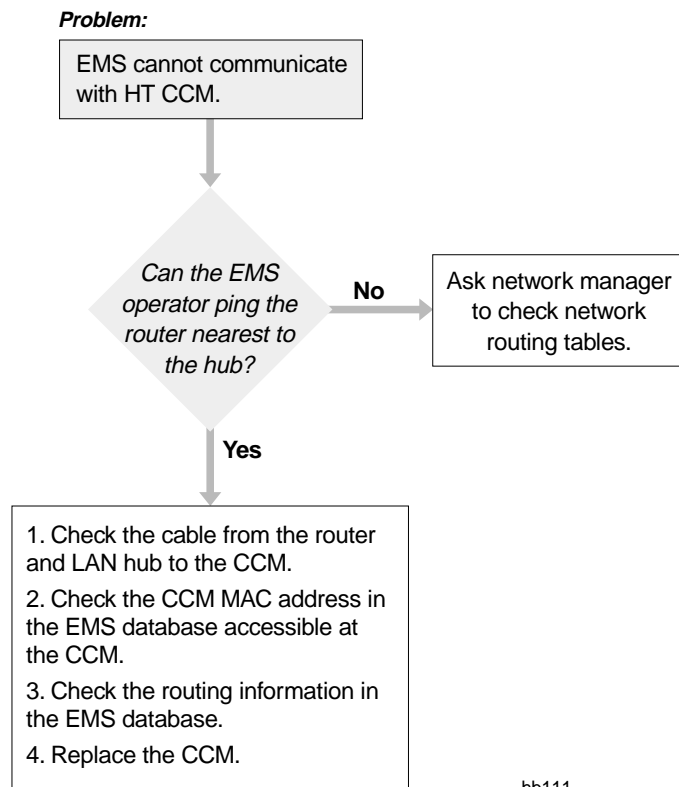 Problem:
EMS cannot communicate
with HT CCM.
Can the EMS
operator ping the
router nearest to
the hub?
No
Ask network manager
to check network
routing tables.
Yes
1. Check the cable from the router
and LAN hub to the CCM.
2. Check the CCM MAC address in
the EMS database accessible at
the CCM.
3. Check the routing information in
the EMS database.
4. Replace the CCM.
hh111